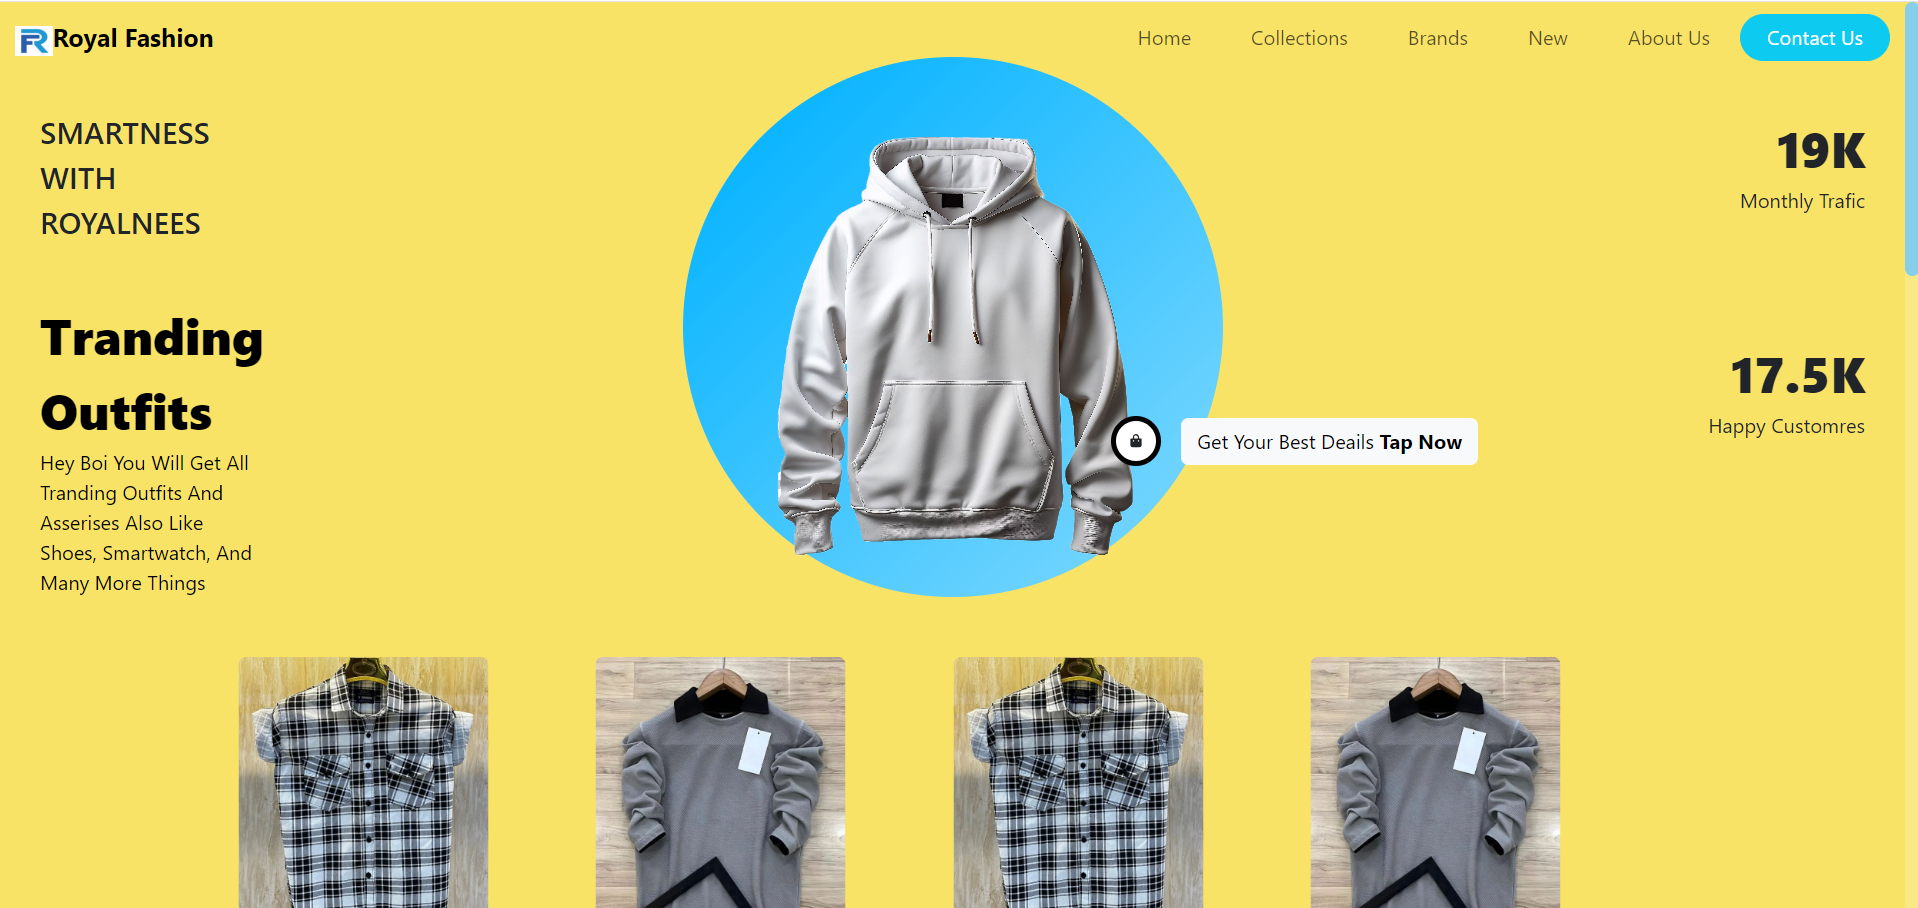 FR
Royal Fashion
Home
Collections
Brands
New
About Us
Contact Us
SMARTNESS
WITH
ROYALNEES
Tranding
Outfits
Hey Boi You Will Get All
Tranding Outfits And
Asserises Also Like
Shoes, Smartwatch, And
Many More Things
Get Your Best Deails Tap Now
19K
Monthly Trafic
17.5K
Happy Customres